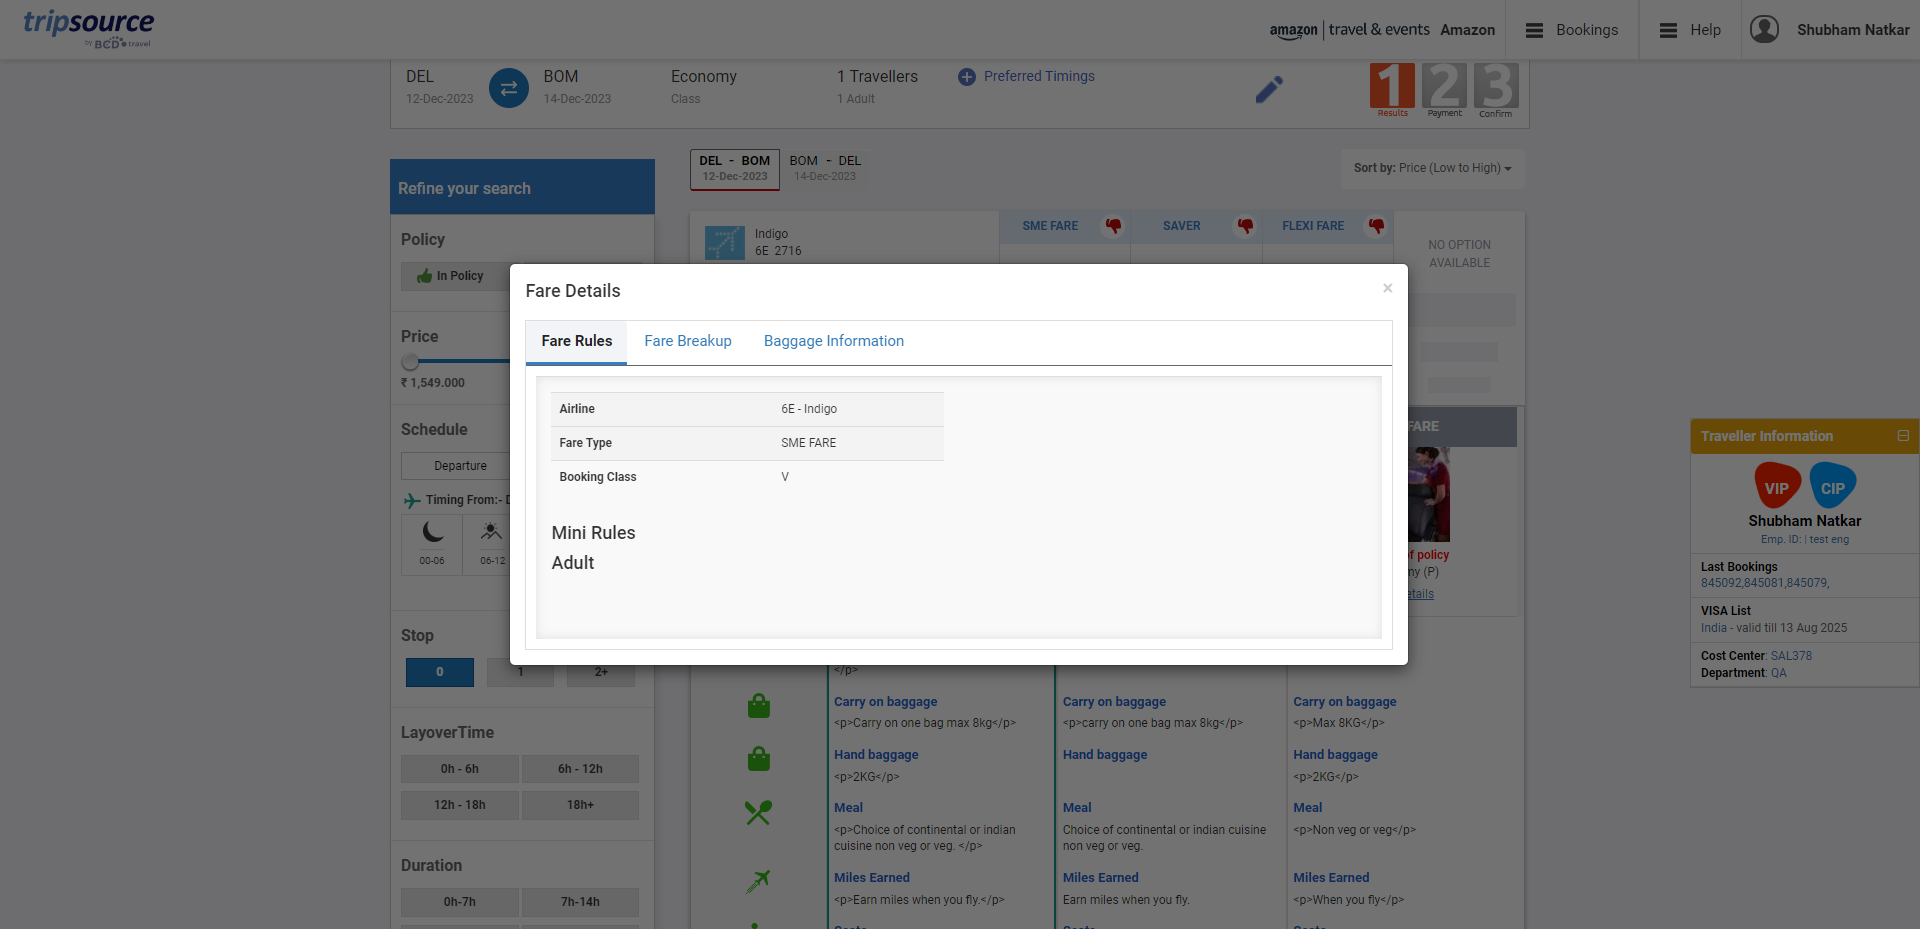 tripsource
by BCD travel
amazon | travel & events Amazon
Bookings
Help
Shubham Natkar
DEL
12-Dec-2023
BOM
14-Dec-2023
Economy
Class
1 Travellers
1 Adult
Preferred Timings
1 2 3
Results Payment Confirm
DEL - BOM
12-Dec-2023
BOM - DEL
14-Dec-2023
Sort by: Price (Low to High)
Refine your search
Policy
In Policy
Price
₹ 1,549.000
Schedule
Departure
Timing From:- D
00-06
06-12
Stop
0
1
2+
LayoverTime
0h - 6h
6h - 12h
12h - 18h
18h+
Duration
0h-7h
7h-14h
Indigo
6E 2716
SME FARE
SAVER
FLEXI FARE
NO OPTION
AVAILABLE
Fare Details
×
Fare Rules
Fare Breakup
Baggage Information
Airline 6E - Indigo
Fare Type SME FARE
Booking Class V
Mini Rules
Adult
FARE
f policy
my (P)
etails
</p>
Carry on baggage
<p>Carry on one bag max 8kg</p>
Carry on baggage
<p>carry on one bag max 8kg</p>
Carry on baggage
<p>Max 8KG</p>
Hand baggage
<p>2KG</p>
Hand baggage
Hand baggage
<p>2KG</p>
Meal
<p>Choice of continental or indian
cuisine non veg or veg. </p>
Meal
Choice of continental or indian cuisine
non veg or veg.
Meal
<p>Non veg or veg</p>
Miles Earned
<p>Earn miles when you fly.</p>
Miles Earned
Earn miles when you fly.
Miles Earned
<p>When you fly</p>
Traveller Information
VIP
CIP
Shubham Natkar
Emp. ID: | test eng
Last Bookings
845092,845081,845079,
VISA List
India - valid till 13 Aug 2025
Cost Center: SAL378
Department: QA